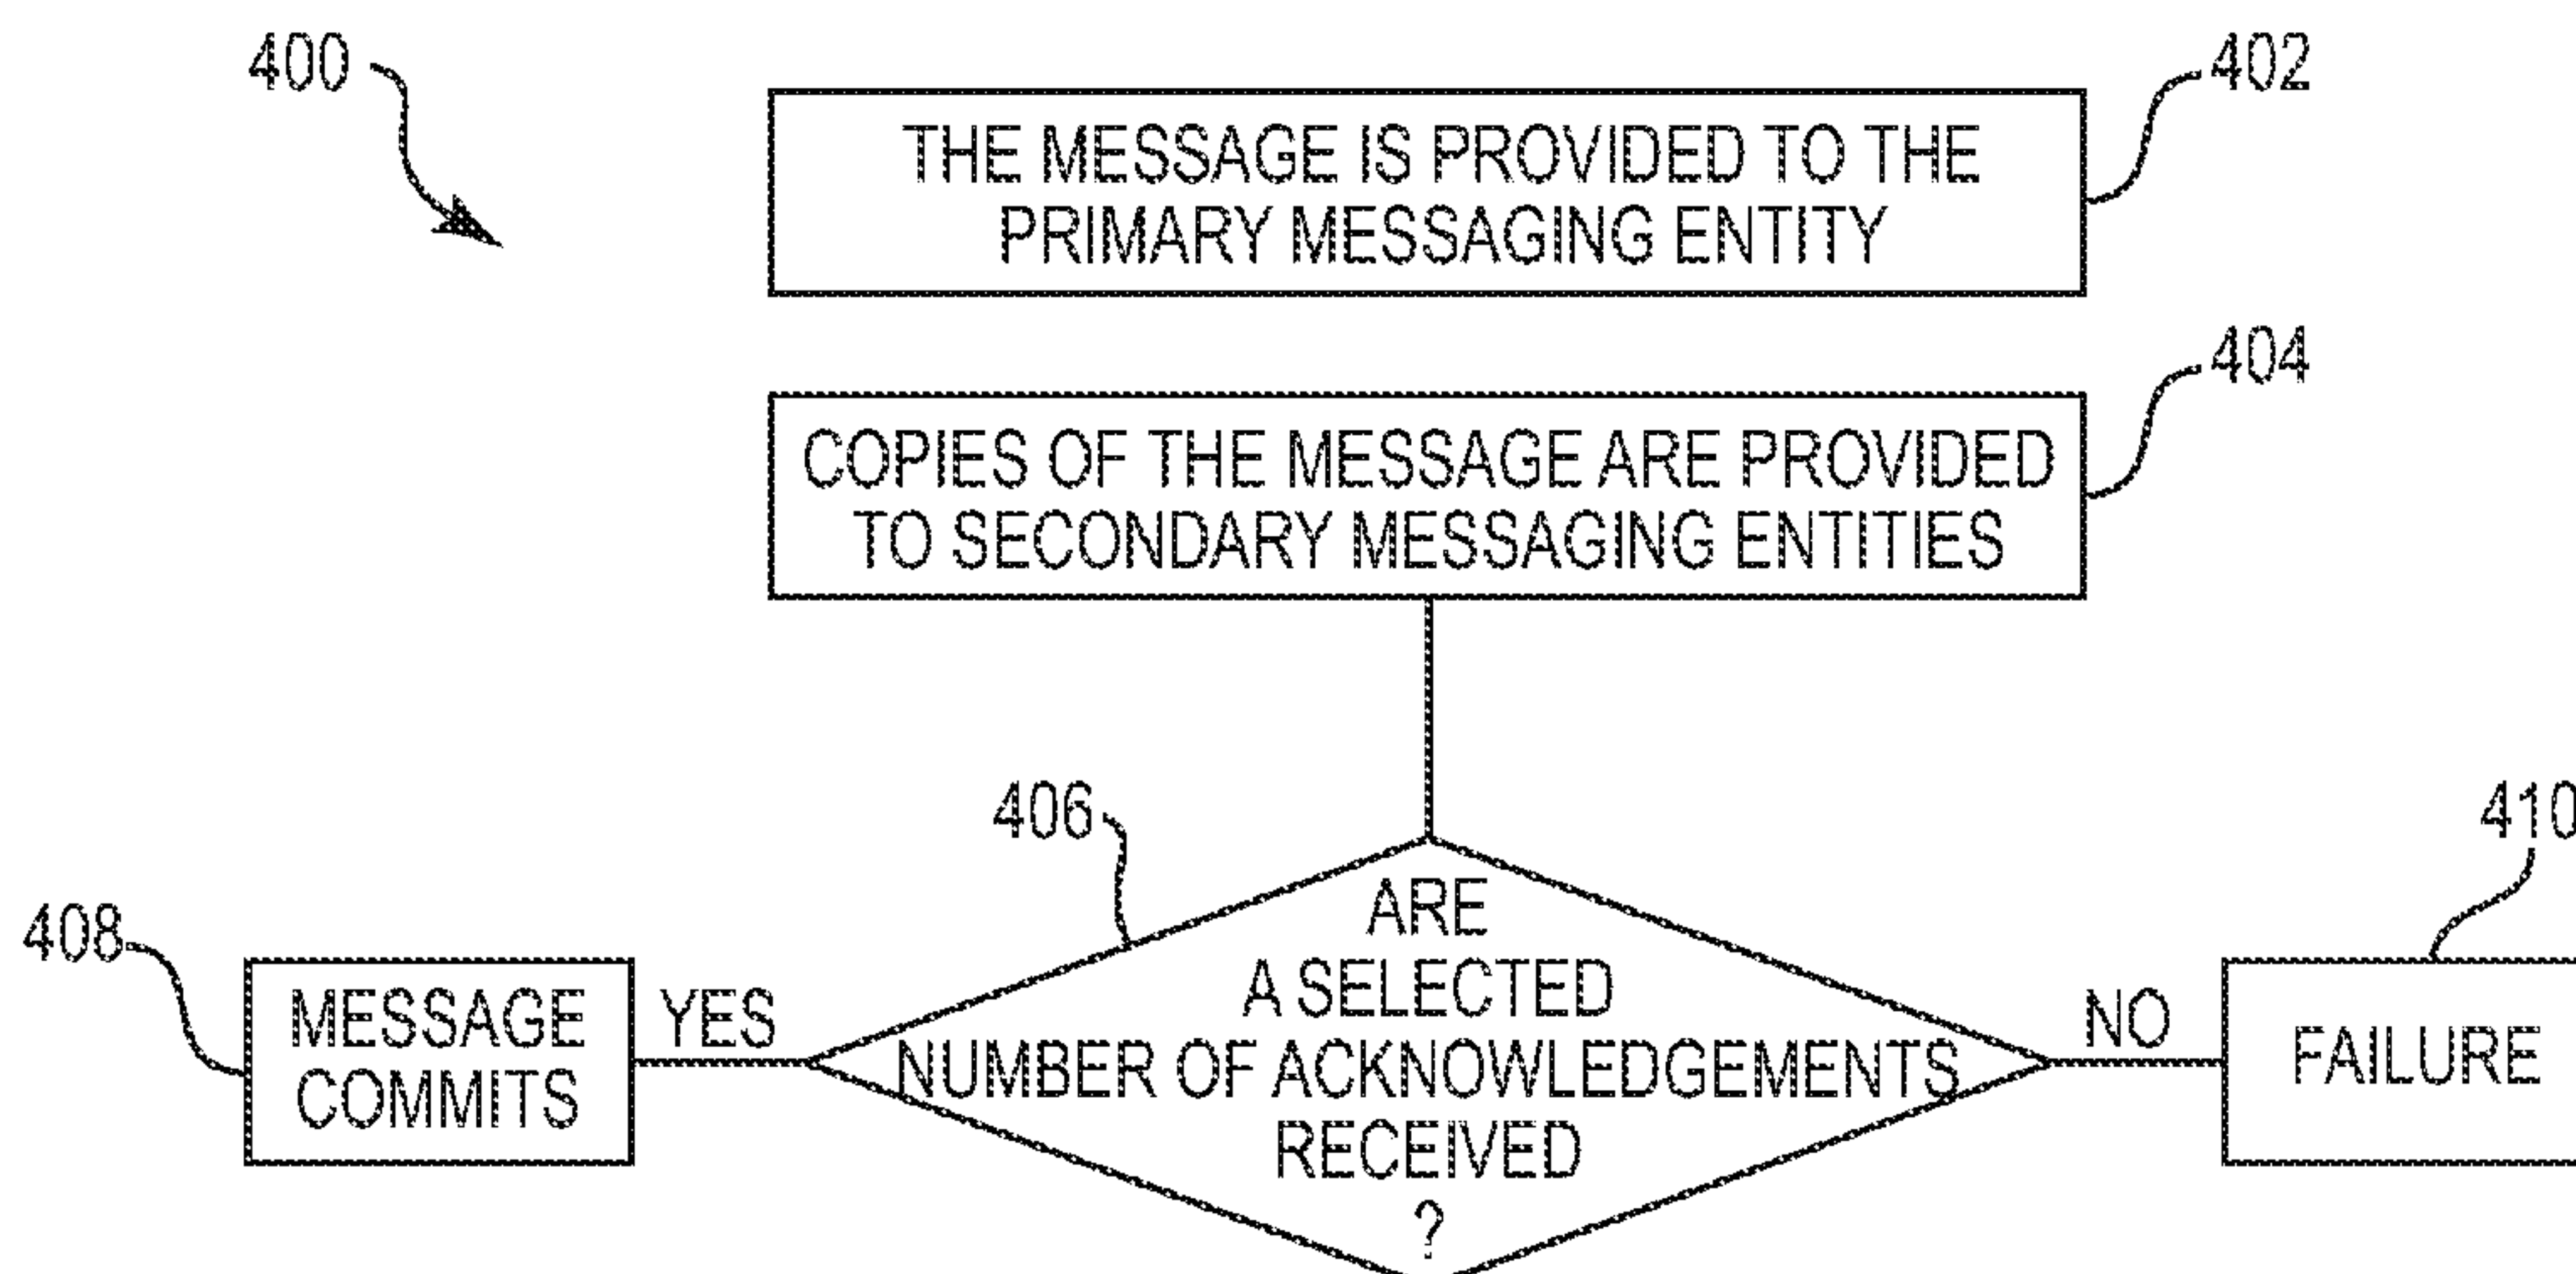 400
402
THE MESSAGE IS PROVIDED TO THE
PRIMARY MESSAGING ENTITY
404
COPIES OF THE MESSAGE ARE PROVIDED
TO SECONDARY MESSAGING ENTITIES
406
410
408
ARE
A SELECTED
NUMBER OF ACKNOWLEDGEMENTS
RECEIVED
?
MESSAGE
COMMITS
YES
NO
FAILURE